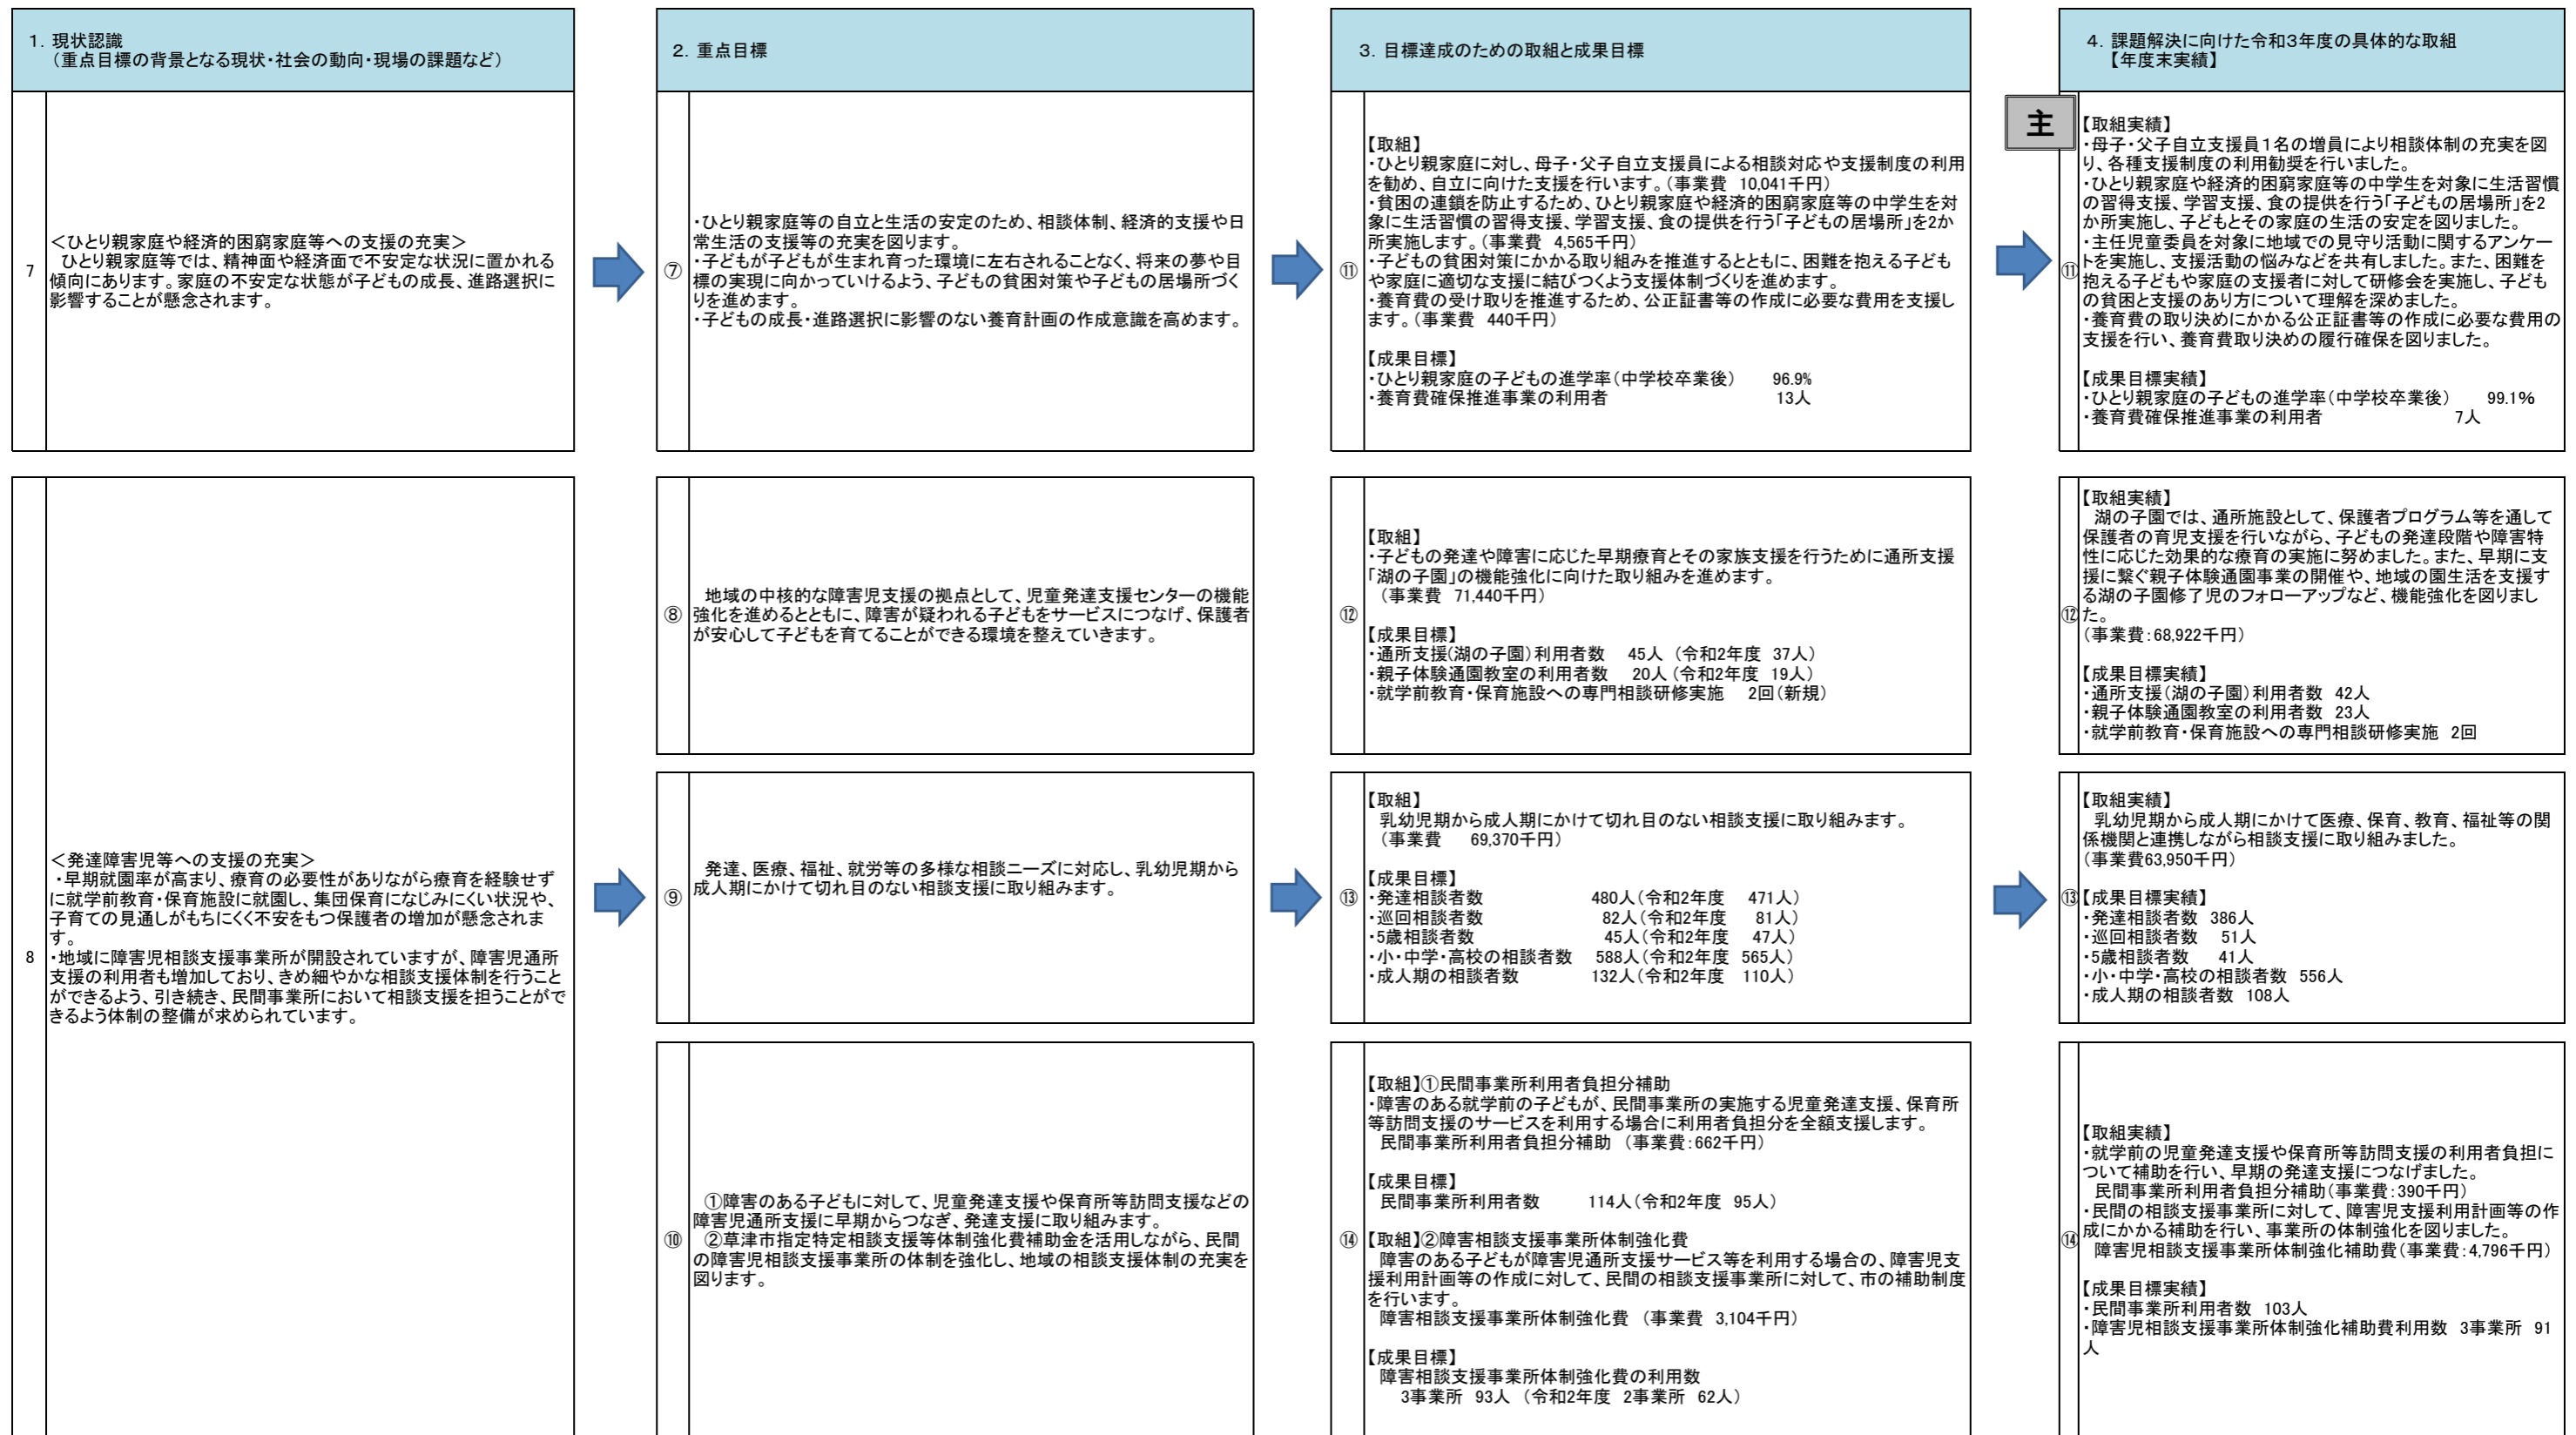 1．現状認識
（重点目標の背景となる現状・社会の動向・現場の課題など）
2．重点目標
3．目標達成のための取組と成果目標
4．課題解決に向けた令和3年度の具体的な取組
【年度末実績】
7
＜ひとり親家庭や経済的困窮家庭等への支援の充実＞
ひとり親家庭等では、精神面や経済面で不安定な状況に置かれる
傾向にあります。家庭の不安定な状態が子どもの成長、進路選択に
影響することが懸念されます。
⑦
・ひとり親家庭等の自立と生活の安定のため、相談体制、経済的支援や日
常生活の支援等の充実を図ります。
・子どもが子どもが生まれ育った環境に左右されることなく、将来の夢や目
標の実現に向かっていけるよう、子どもの貧困対策や子どもの居場所づく
りを進めます。
・子どもの成長・進路選択に影響のない養育計画の作成意識を高めます。
⑪
【取組】
・ひとり親家庭に対し、母子・父子自立支援員による相談対応や支援制度の利用
を勧め、自立に向けた支援を行います。（事業費 10,041千円）
・貧困の連鎖を防止するため、ひとり親家庭や経済的困窮家庭等の中学生を対
象に生活習慣の習得支援、学習支援、食の提供を行う「子どもの居場所」を2か
所実施します。（事業費 4,565千円）
・子どもの貧困対策にかかる取り組みを推進するとともに、困難を抱える子ども
や家庭に適切な支援に結びつくよう支援体制づくりを進めます。
・養育費の受け取りを推進するため、公正証書等の作成に必要な費用を支援し
ます。（事業費 440千円）
【成果目標】
・ひとり親家庭の子どもの進学率（中学校卒業後） 96.9%
・養育費確保推進事業の利用者 13人
主
⑪
【取組実績】
・母子・父子自立支援員1名の増員により相談体制の充実を図
り、各種支援制度の利用勧奨を行いました。
・ひとり親家庭や経済的困窮家庭等の中学生を対象に生活習慣
の習得支援、学習支援、食の提供を行う「子どもの居場所」を2
か所実施し、子どもとその家庭の生活の安定を図りました。
・主任児童委員を対象に地域での見守り活動に関するアンケー
トを実施し、支援活動の悩みなどを共有しました。また、困難を
抱える子どもや家庭の支援者に対して研修会を実施し、子ども
の貧困と支援のあり方について理解を深めました。
・養育費の取り決めにかかる公正証書等の作成に必要な費用の
支援を行い、養育費取り決めの履行確保を図りました。
【成果目標実績】
・ひとり親家庭の子どもの進学率（中学校卒業後） 99.1%
・養育費確保推進事業の利用者 7人
8
＜発達障害児等への支援の充実＞
・早期就園率が高まり、療育の必要性がありながら療育を経験せず
に就学前教育・保育施設に就園し、集団保育になじみにくい状況や、
子育ての見通しがもちにくく不安をもつ保護者の増加が懸念されま
す。
・地域に障害児相談支援事業所が開設されていますが、障害児通所
支援の利用者も増加しており、きめ細やかな相談支援体制を行うこと
ができるよう、引き続き、民間事業所において相談支援を担うことがで
きるよう体制の整備が求められています。
⑧
地域の中核的な障害児支援の拠点として、児童発達支援センターの機能
強化を進めるとともに、障害が疑われる子どもをサービスにつなげ、保護者
が安心して子どもを育てることができる環境を整えていきます。
⑫
【取組】
・子どもの発達や障害に応じた早期療育とその家族支援を行うために通所支援
「湖の子園」の機能強化に向けた取り組みを進めます。
（事業費 71,440千円）
【成果目標】
・通所支援（湖の子園）利用者数 45人 （令和2年度 37人）
・親子体験通園教室の利用者数 20人（令和2年度 19人）
・就学前教育・保育施設への専門相談研修実施 2回（新規）
⑫
【取組実績】
湖の子園では、通所施設として、保護者プログラム等を通して
保護者の育児支援を行いながら、子どもの発達段階や障害特
性に応じた効果的な療育の実施に努めました。また、早期に支
援に繋ぐ親子体験通園事業の開催や、地域の園生活を支援す
る湖の子園修了児のフォローアップなど、機能強化を図りまし
た。
（事業費：68,922千円）
【成果目標実績】
・通所支援（湖の子園）利用者数 42人
・親子体験通園教室の利用者数 23人
・就学前教育・保育施設への専門相談研修実施 2回
⑨
発達、医療、福祉、就労等の多様な相談ニーズに対応し、乳幼児期から
成人期にかけて切れ目のない相談支援に取り組みます。
⑬
【取組】
乳幼児期から成人期にかけて切れ目のない相談支援に取り組みます。
（事業費 69,370千円）
【成果目標】
・発達相談者数 480人（令和2年度 471人）
・巡回相談者数 82人（令和2年度 81人）
・5歳相談者数 45人（令和2年度 47人）
・小・中学・高校の相談者数 588人（令和2年度 565人）
・成人期の相談者数 132人（令和2年度 110人）
⑬
【取組実績】
乳幼児期から成人期にかけて医療、保育、教育、福祉等の関
係機関と連携しながら相談支援に取り組みました。
（事業費63,950千円）
【成果目標実績】
・発達相談者数 386人
・巡回相談者数 51人
・5歳相談者数 41人
・小・中学・高校の相談者数 556人
・成人期の相談者数 108人
⑩
①障害のある子どもに対して、児童発達支援や保育所等訪問支援などの
障害児通所支援に早期からつなぎ、発達支援に取り組みます。
②草津市指定特定相談支援等体制強化費補助金を活用しながら、民間
の障害児相談支援事業所の体制を強化し、地域の相談支援体制の充実を
図ります。
⑭
【取組】①民間事業所利用者負担分補助
・障害のある就学前の子どもが、民間事業所の実施する児童発達支援、保育所
等訪問支援のサービスを利用する場合に利用者負担分を全額支援します。
民間事業所利用者負担分補助 （事業費：662千円）
【成果目標】
民間事業所利用者数 114人（令和2年度 95人）
【取組】②障害相談支援事業所体制強化費
障害のある子どもが障害児通所支援サービス等を利用する場合の、障害児支
援利用計画等の作成に対して、民間の相談支援事業所に対して、市の補助制度
を行います。
障害相談支援事業所体制強化費 （事業費 3,104千円）
【成果目標】
障害相談支援事業所体制強化費の利用数
3事業所 93人 （令和2年度 2事業所 62人）
⑭
【取組実績】
・就学前の児童発達支援や保育所等訪問支援の利用者負担に
ついて補助を行い、早期の発達支援につなげました。
民間事業所利用者負担分補助（事業費：390千円）
・民間の相談支援事業所に対して、障害児支援利用計画等の作
成にかかる補助を行い、事業所の体制強化を図りました。
障害児相談支援事業所体制強化補助費（事業費：4,796千円）
【成果目標実績】
・民間事業所利用者数 103人
・障害児相談支援事業所体制強化補助費利用数 3事業所 91
人